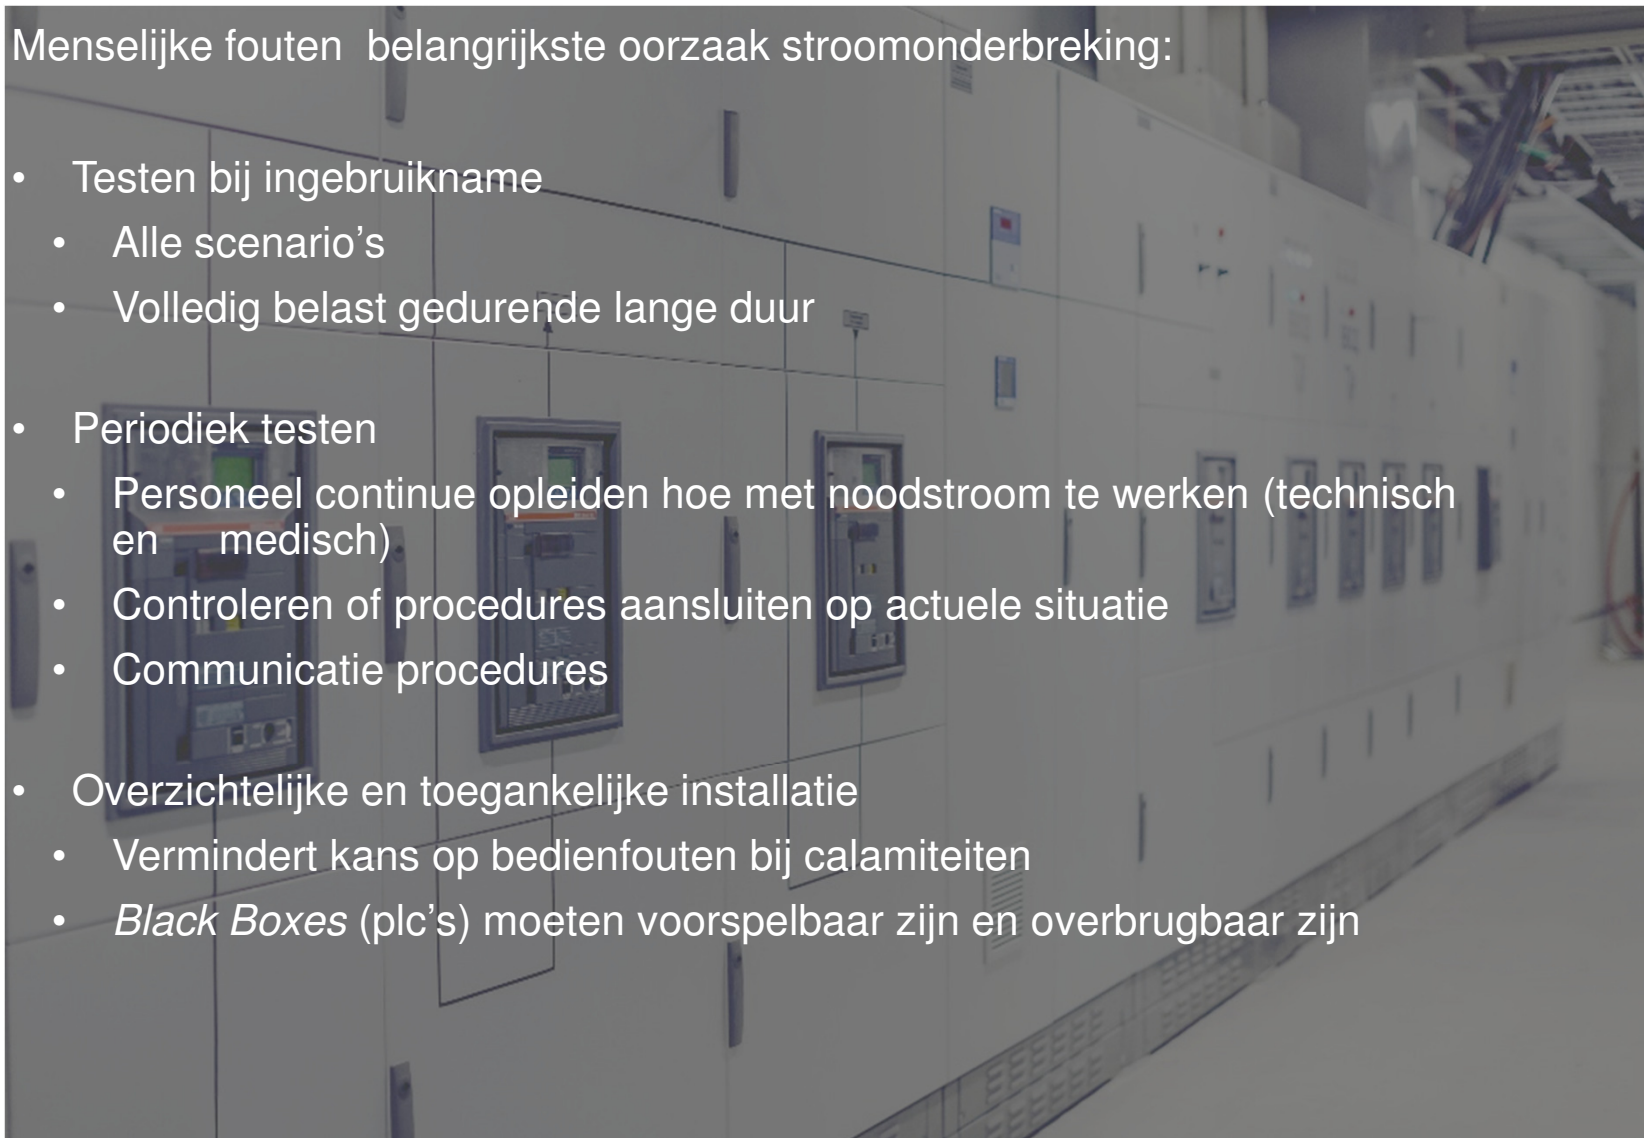 Menselijke fouten  belangrijkste oorzaak stroomonderbreking:
• Testen bij ingebruikname
• Alle scenario’s
• Volledig belast gedurende lange duur
• Periodiek testen
• Personeel continue opleiden hoe met noodstroom te werken (technisch
en     medisch)
• Controleren of procedures aansluiten op actuele situatie
• Communicatie procedures
• Overzichtelijke en toegankelijke installatie
• Vermindert kans op bedienfouten bij calamiteiten
• Black Boxes (plc’s) moeten voorspelbaar zijn en overbrugbaar zijn